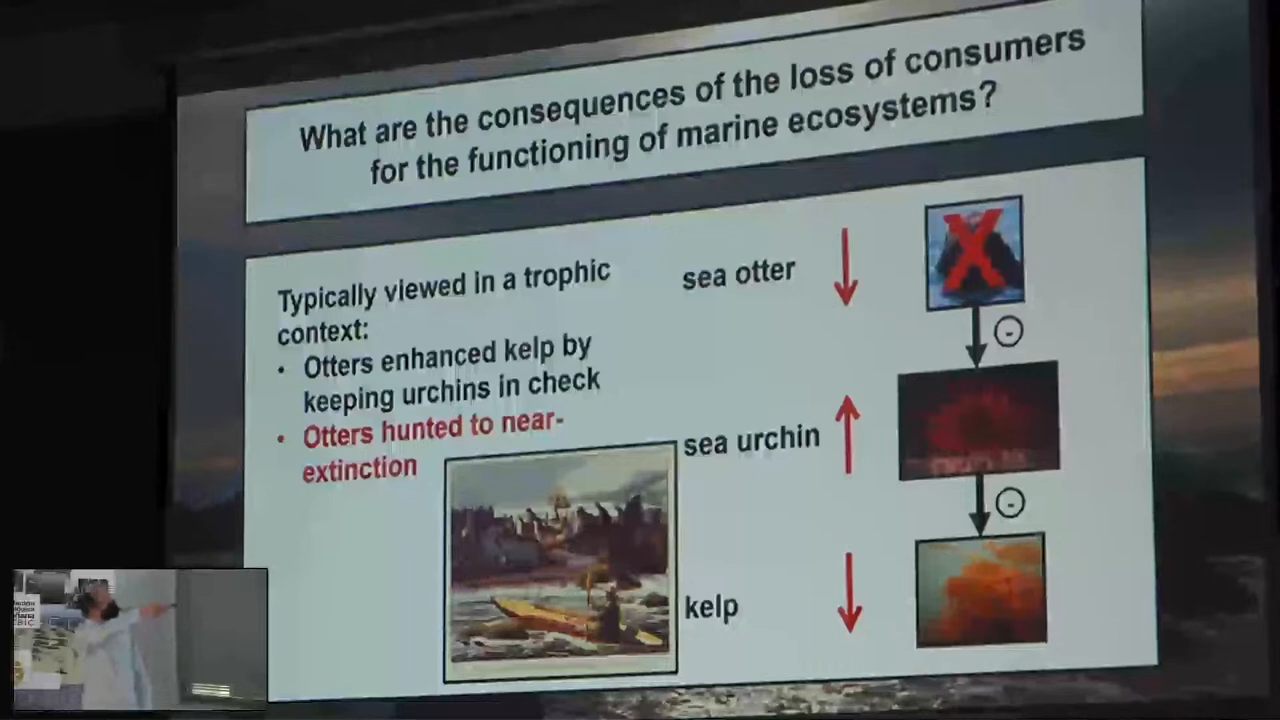 What are the consequences of the loss of consumers
for the functioning of marine ecosystems?
Typically viewed in a trophic
context:
• Otters enhanced kelp by
keeping urchins in check
• Otters hunted to near-
extinction
sea otter
X
-
sea urchin
-
kelp